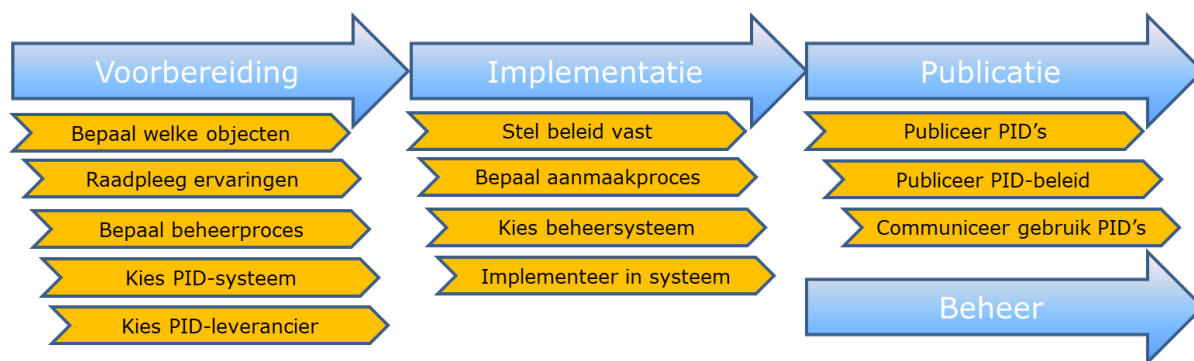 Voorbereiding
Bepaal welke objecten
Raadpleeg ervaringen
Bepaal beheerproces
Kies PID-systeem
Kies PID-leverancier
Implementatie
Stel beleid vast
Bepaal aanmaakproces
Kies beheersysteem
Implementeer in systeem
Publicatie
Publiceer PID’s
Publiceer PID-beleid
Communiceer gebruik PID’s
Beheer